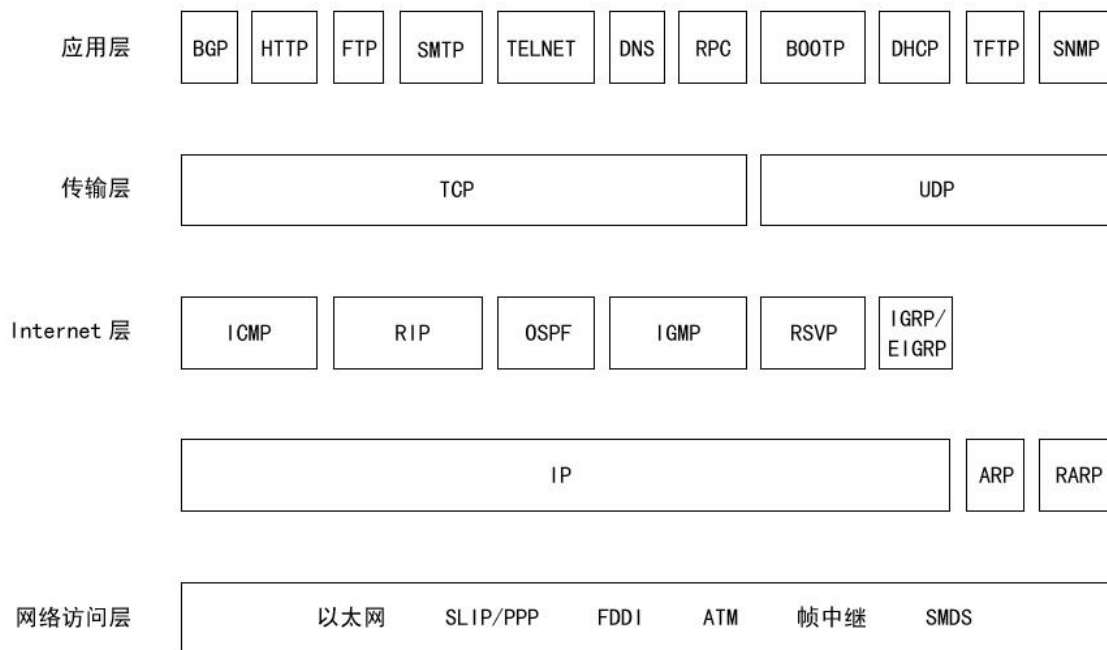 应用层 BGP HTTP FTP SMTP TELNET DNS RPC BOOTP DHCP TFTP SNMP
传输层 TCP UDP
Internet 层 ICMP RIP OSPF IGMP RSVP IGRP/
EIGRP
IP ARP RARP
网络访问层 以太网 SLIP/PPP FDDI ATM 帧中继 SMDS